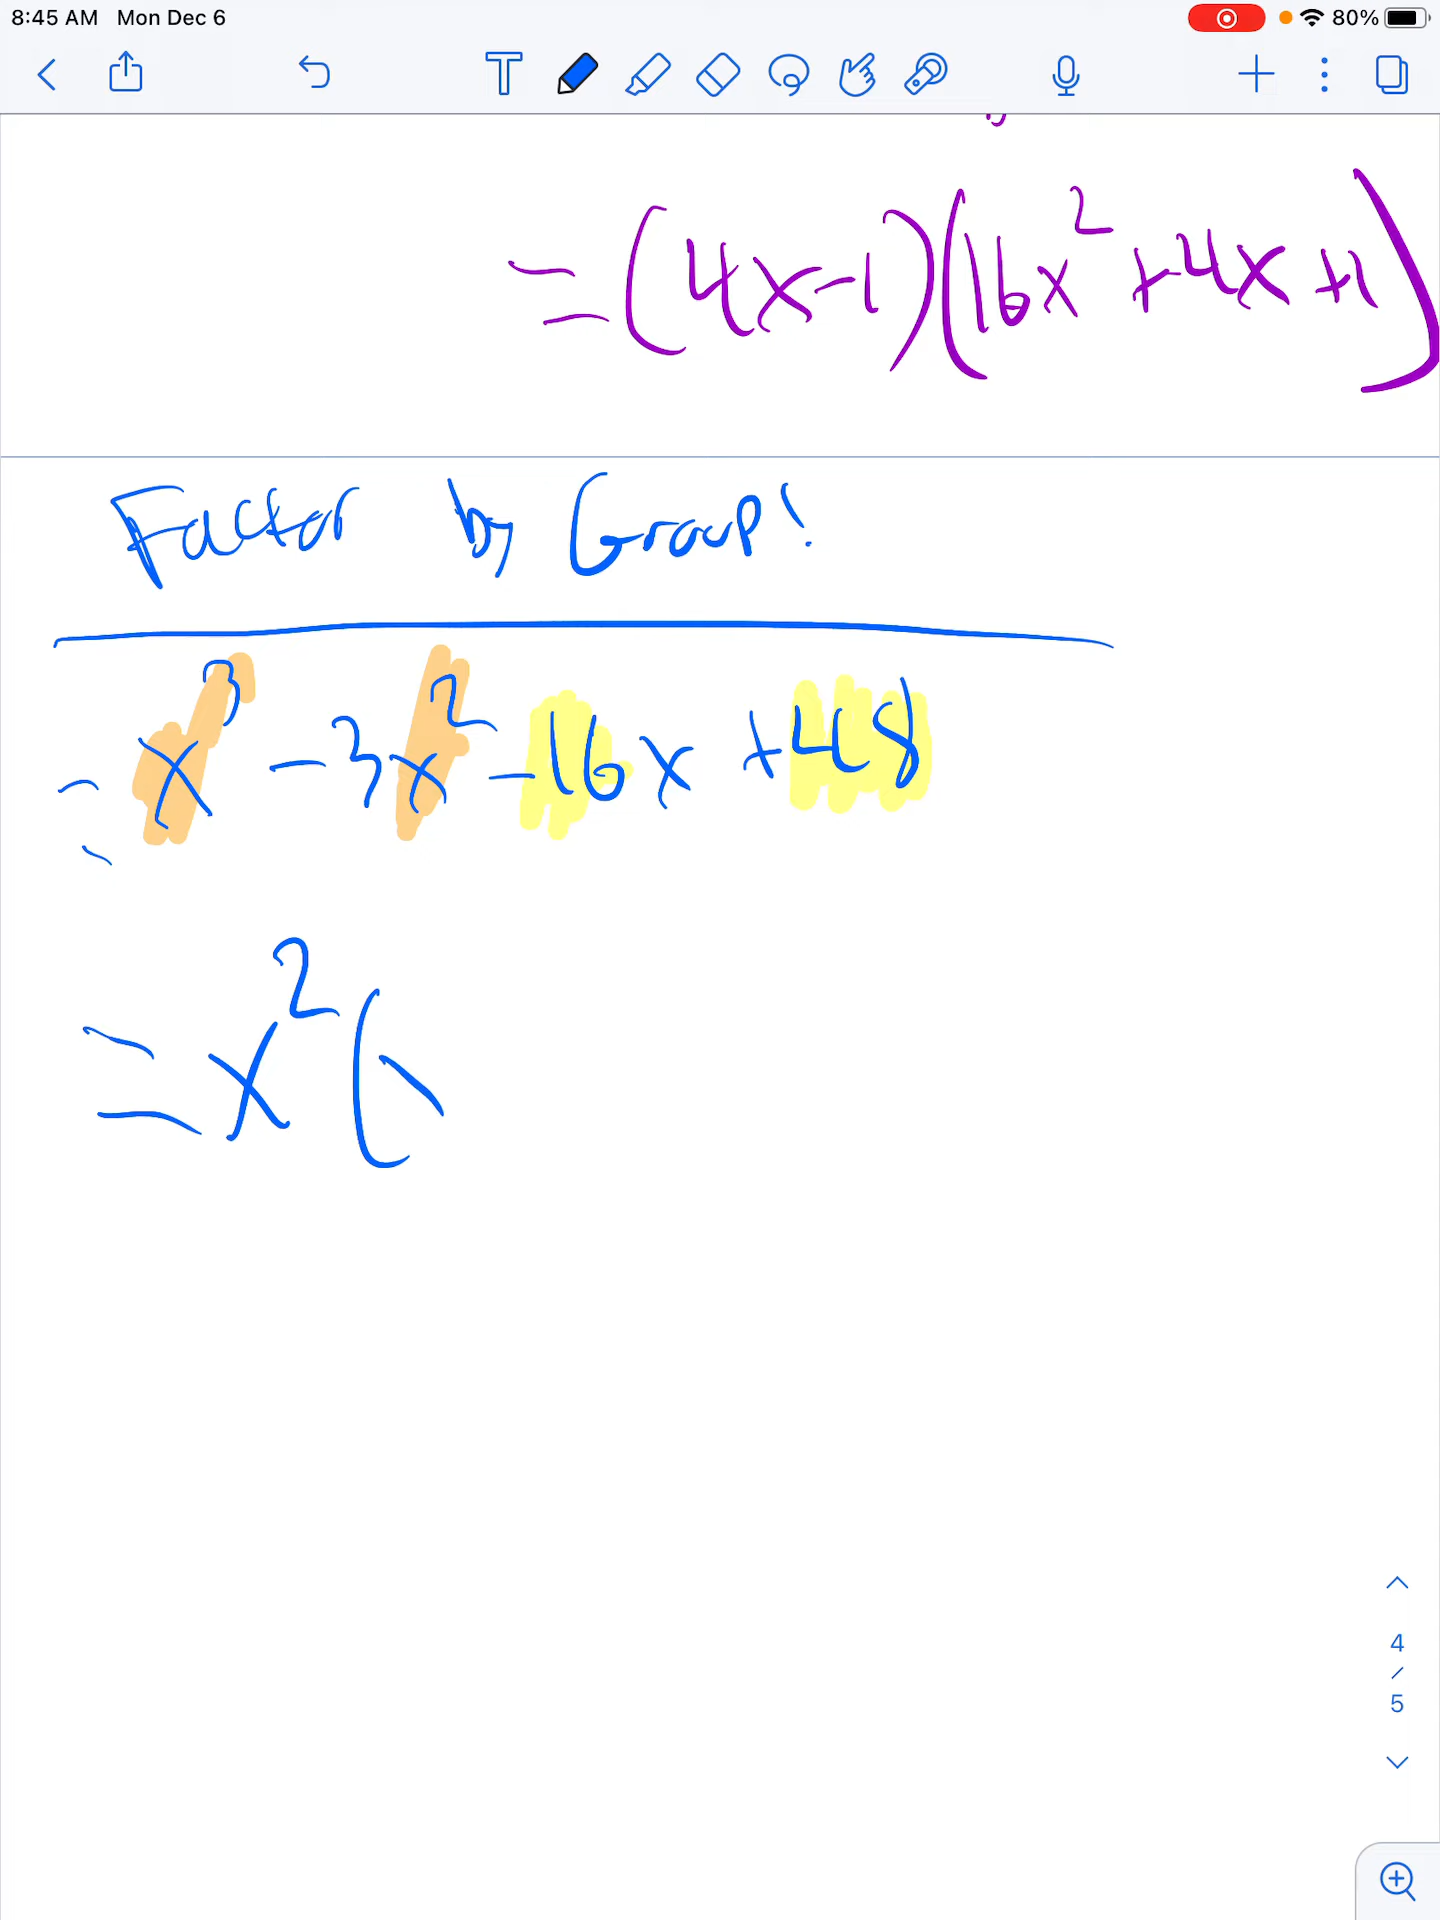 8:45 AM Mon Dec 6 80%
T
= (4x-1)(16x² +4x +1)
Factor by Group!
= x³ - 3x² - 16x + 48
= x² (
4
/
5